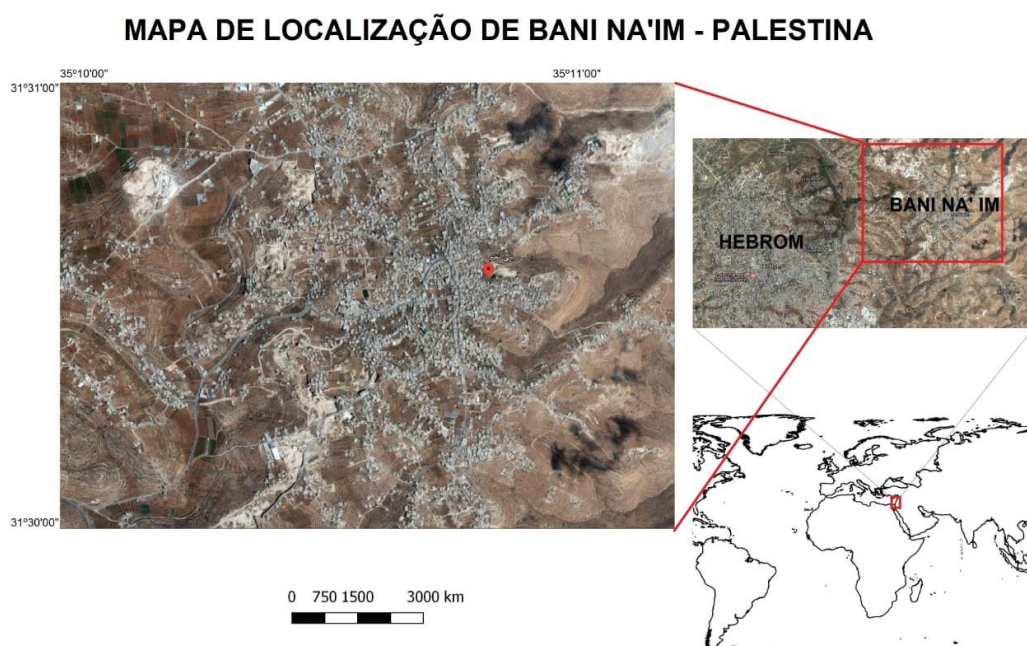 MAPA DE LOCALIZAÇÃO DE BANI NA'IM - PALESTINA
35º10'00"
35º11'00"
31º31'00"
BANI NA' IM
HEBROM
31º30'00"
0 750 1500 3000 km